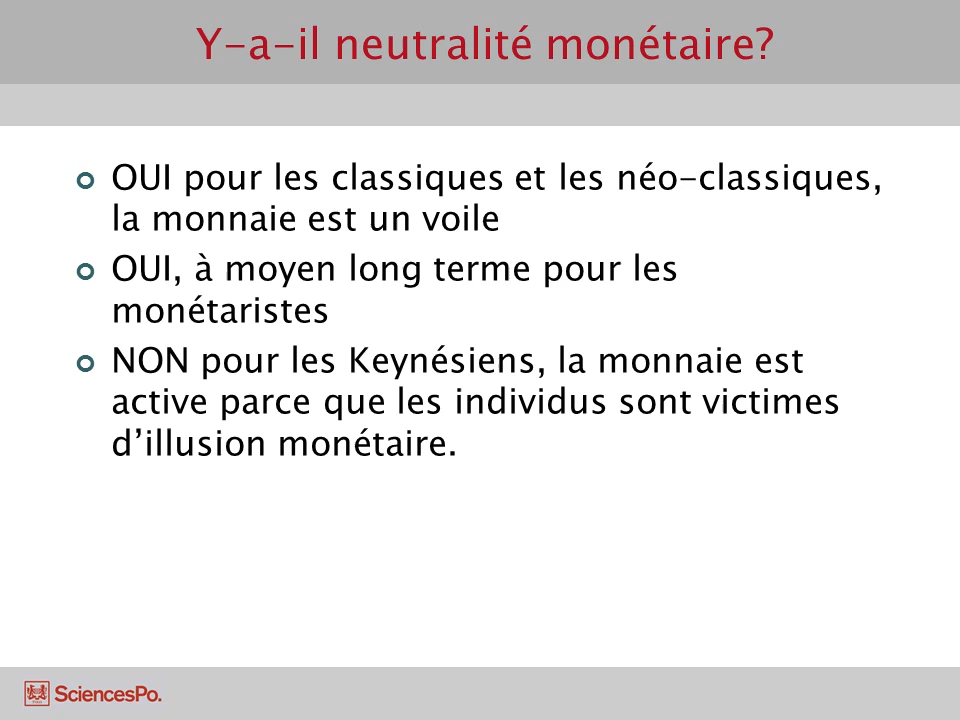 Y-a-il neutralité monétaire?
OUI pour les classiques et les néo-classiques,
la monnaie est un voile
OUI, à moyen long terme pour les
monétaristes
NON pour les Keynésiens, la monnaie est
active parce que les individus sont victimes
d’illusion monétaire.
SciencesPo.